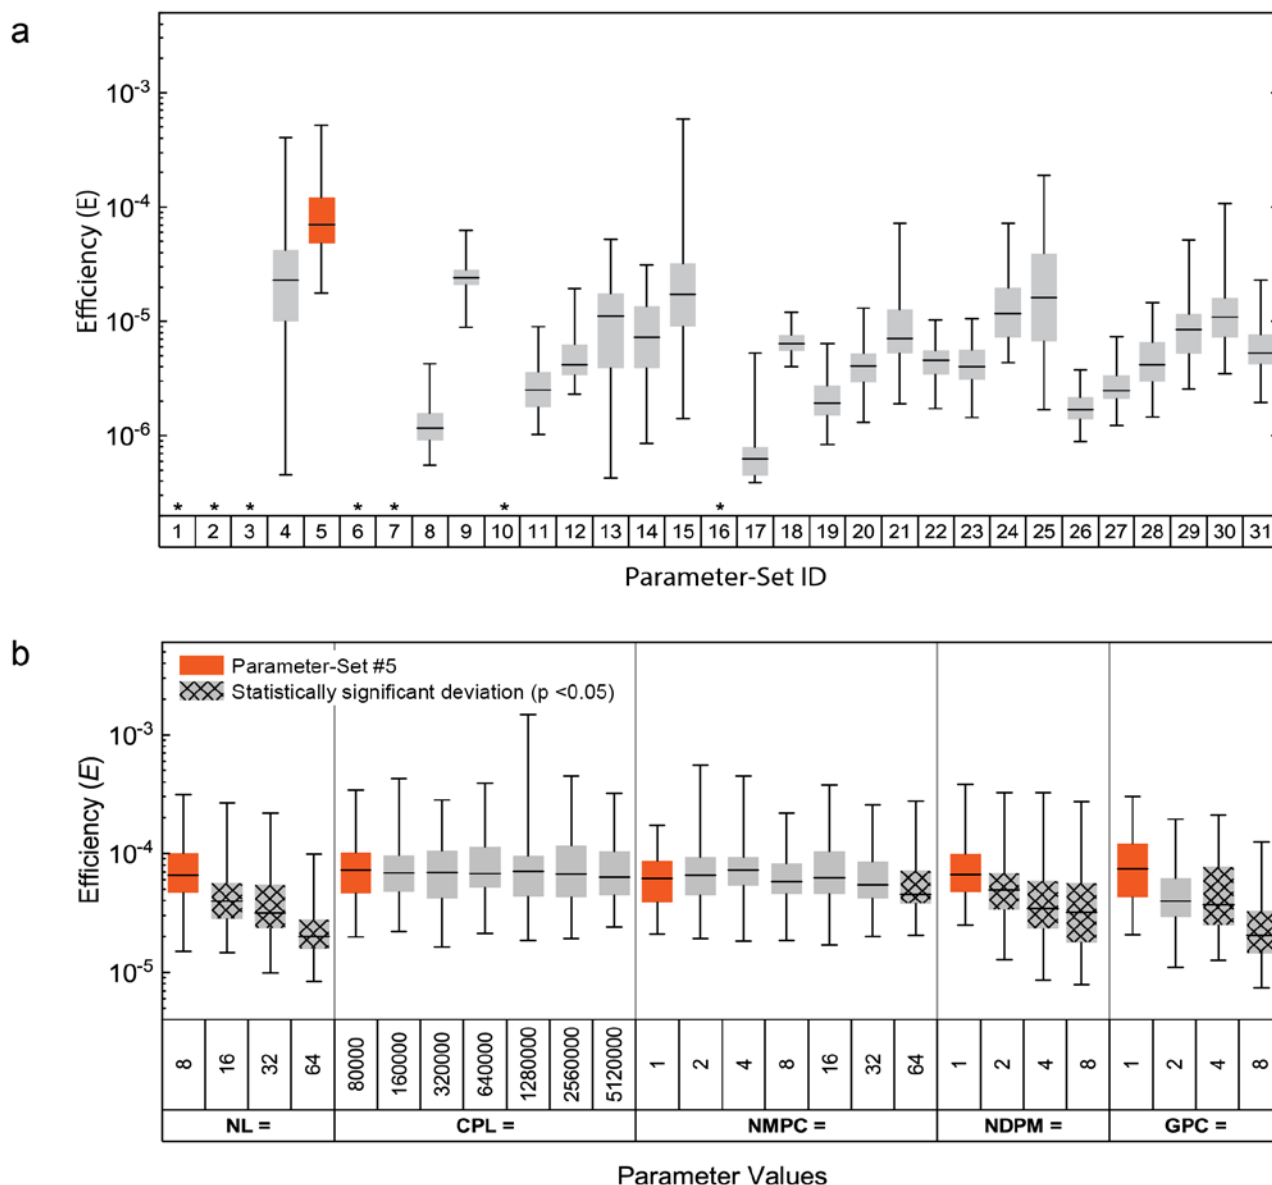 a
10-3
10-4
10-5
10-6
Efficiency (E)
* * * * * * *
1 2 3 4 5 6 7 8 9 10 11 12 13 14 15 16 17 18 19 20 21 22 23 24 25 26 27 28 29 30 31
Parameter-Set ID
b
Parameter-Set #5
Statistically significant deviation (p <0.05)
10-3
10-4
10-5
Efficiency (E)
8 16 32 64 80000 160000 320000 640000 1280000 2560000 5120000 1 2 4 8 16 32 64 1 2 4 8 1 2 4 8
NL = CPL = NMPC = NDPM = GPC =
Parameter Values